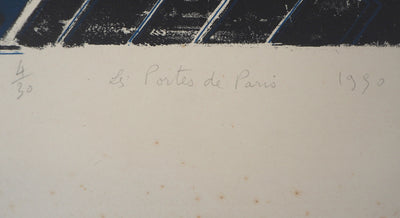 4/30 Les Portes de Paris 1990